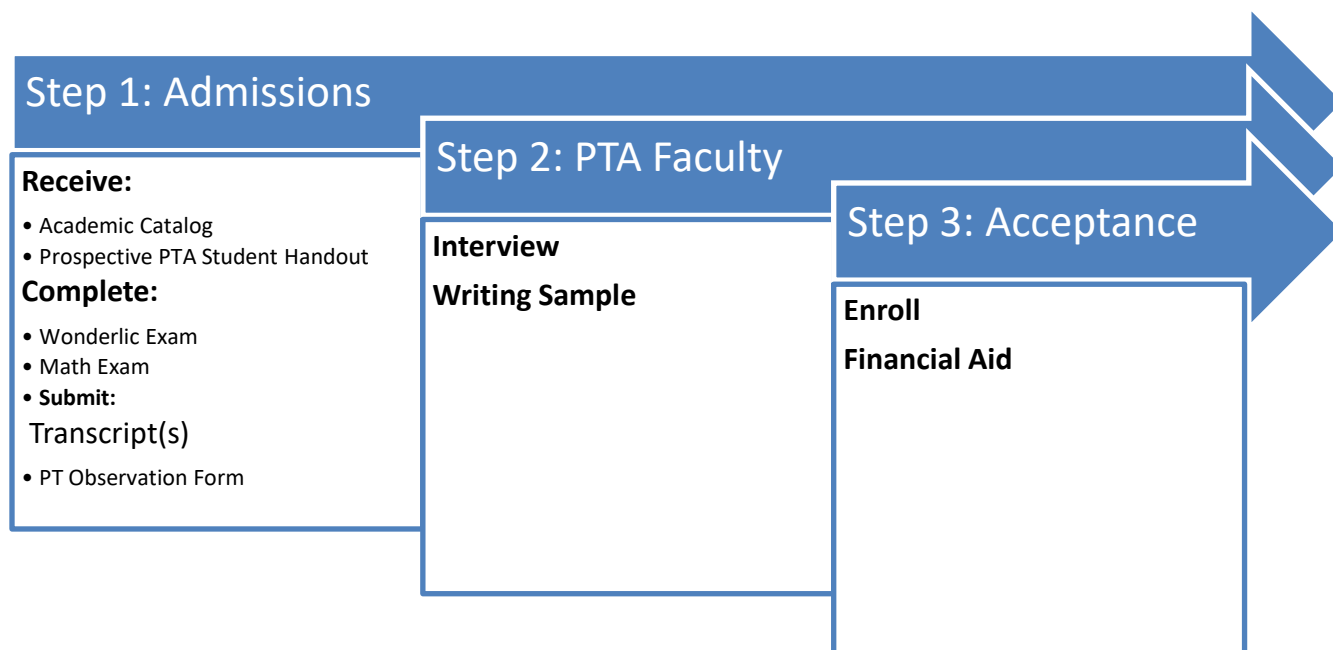 Step 1: Admissions
Receive:
• Academic Catalog
• Prospective PTA Student Handout
Complete:
• Wonderlic Exam
• Math Exam
• Submit:
Transcript(s)
• PT Observation Form
Step 2: PTA Faculty
Interview
Writing Sample
Step 3: Acceptance
Enroll
Financial Aid